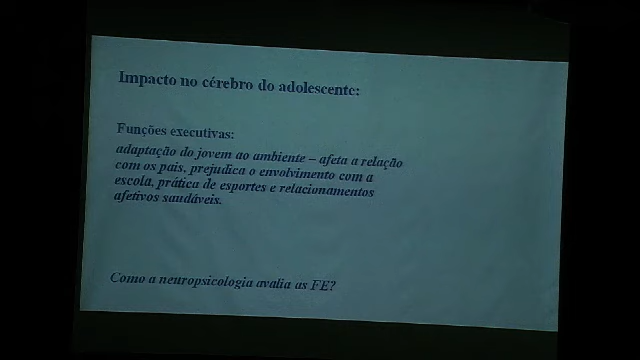 Impacto no cérebro do adolescente:
Funções executivas:
adaptação do jovem ao ambiente – afeta a relação
com os pais, prejudica o envolvimento com a
escola, prática de esportes e relacionamentos
afetivos saudáveis.
Como a neuropsicologia avalia as FE?